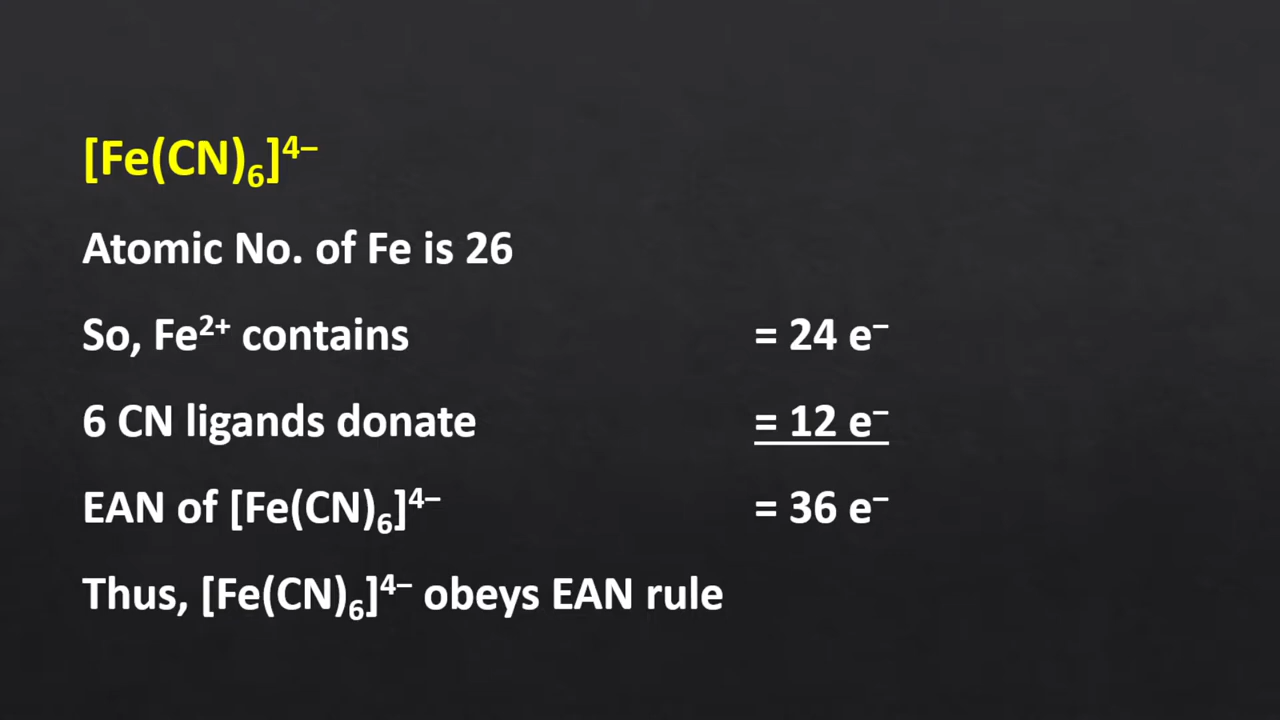 [Fe(CN)₆]⁴⁻
Atomic No. of Fe is 26
So, Fe²⁺ contains = 24 e⁻
6 CN ligands donate = 12 e⁻
EAN of [Fe(CN)₆]⁴⁻ = 36 e⁻
Thus, [Fe(CN)₆]⁴⁻ obeys EAN rule